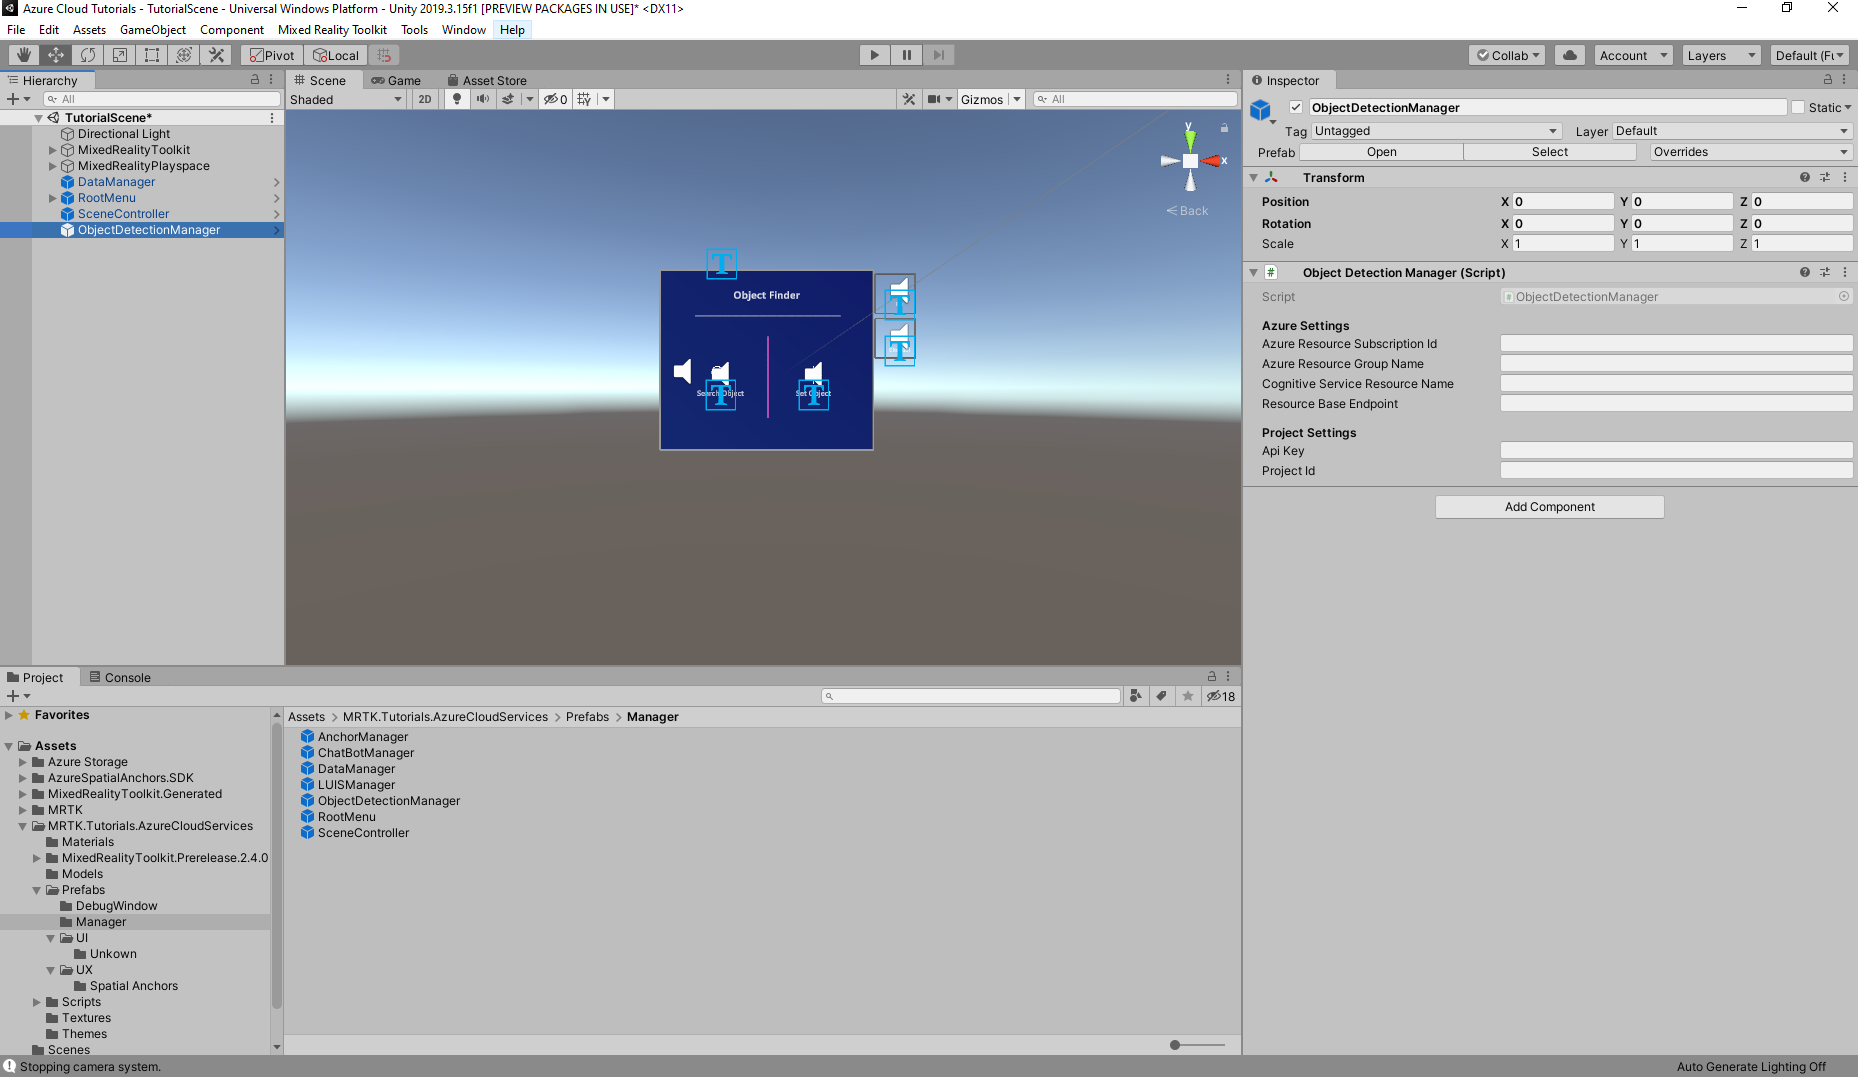 Azure Cloud Tutorials - TutorialScene - Universal Windows Platform - Unity 2019.3.15f1 [PREVIEW PACKAGES IN USE]* <DX11>
File Edit Assets GameObject Component Mixed Reality Toolkit Tools Window Help
Pivot Local Collab Account Layers Default (Fu
Hierarchy
All
TutorialScene*
Directional Light
MixedRealityToolkit
MixedRealityPlayspace
DataManager
RootMenu
SceneController
ObjectDetectionManager
Scene Game Asset Store
Shaded 2D 0 Gizmos All
y
x
Back
Object Finder
Search Object
Set Object
Inspector
ObjectDetectionManager Static
Tag Untagged Layer Default
Prefab Open Select Overrides
Transform
Position X 0 Y 0 Z 0
Rotation X 0 Y 0 Z 0
Scale X 1 Y 1 Z 1
# Object Detection Manager (Script)
Script ObjectDetectionManager
Azure Settings
Azure Resource Subscription Id
Azure Resource Group Name
Cognitive Service Resource Name
Resource Base Endpoint
Project Settings
Api Key
Project Id
Add Component
Project Console
18
Favorites
Assets
Azure Storage
AzureSpatialAnchors.SDK
MixedRealityToolkit.Generated
MRTK
MRTK.Tutorials.AzureCloudServices
Materials
MixedRealityToolkit.Prerelease.2.4.0
Models
Prefabs
DebugWindow
Manager
UI
Unkown
UX
Spatial Anchors
Scripts
Textures
Themes
Scenes
Assets > MRTK.Tutorials.AzureCloudServices > Prefabs > Manager
AnchorManager
ChatBotManager
DataManager
LUISManager
ObjectDetectionManager
RootMenu
SceneController
Stopping camera system.
Auto Generate Lighting Off